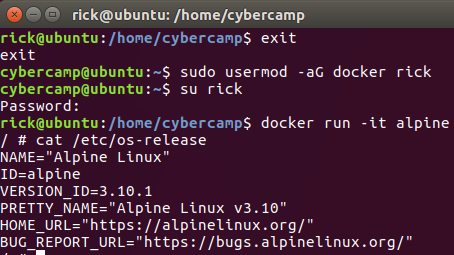 rick@ubuntu: /home/cybercamp
rick@ubuntu:/home/cybercamp$ exit
exit
cybercamp@ubuntu:~$ sudo usermod -aG docker rick
cybercamp@ubuntu:~$ su rick
Password:
rick@ubuntu:/home/cybercamp$ docker run -it alpine
/ # cat /etc/os-release
NAME="Alpine Linux"
ID=alpine
VERSION_ID=3.10.1
PRETTY_NAME="Alpine Linux v3.10"
HOME_URL="https://alpinelinux.org/"
BUG_REPORT_URL="https://bugs.alpinelinux.org/"
/ #